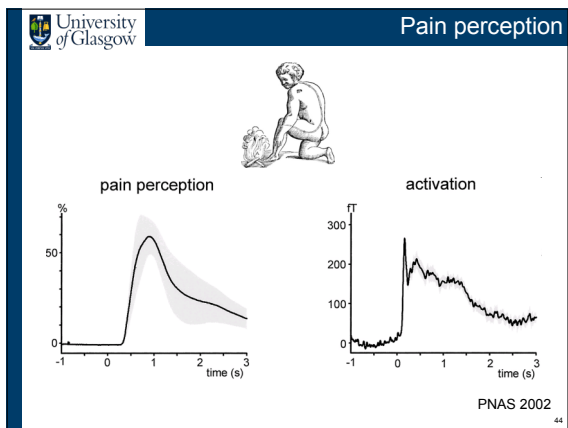 University
of Glasgow
Pain perception
pain perception
%
50
0
-1 0 1 2 3
time (s)
activation
fT
300
200
100
0
-1 0 1 2 3
time (s)
PNAS 2002
44